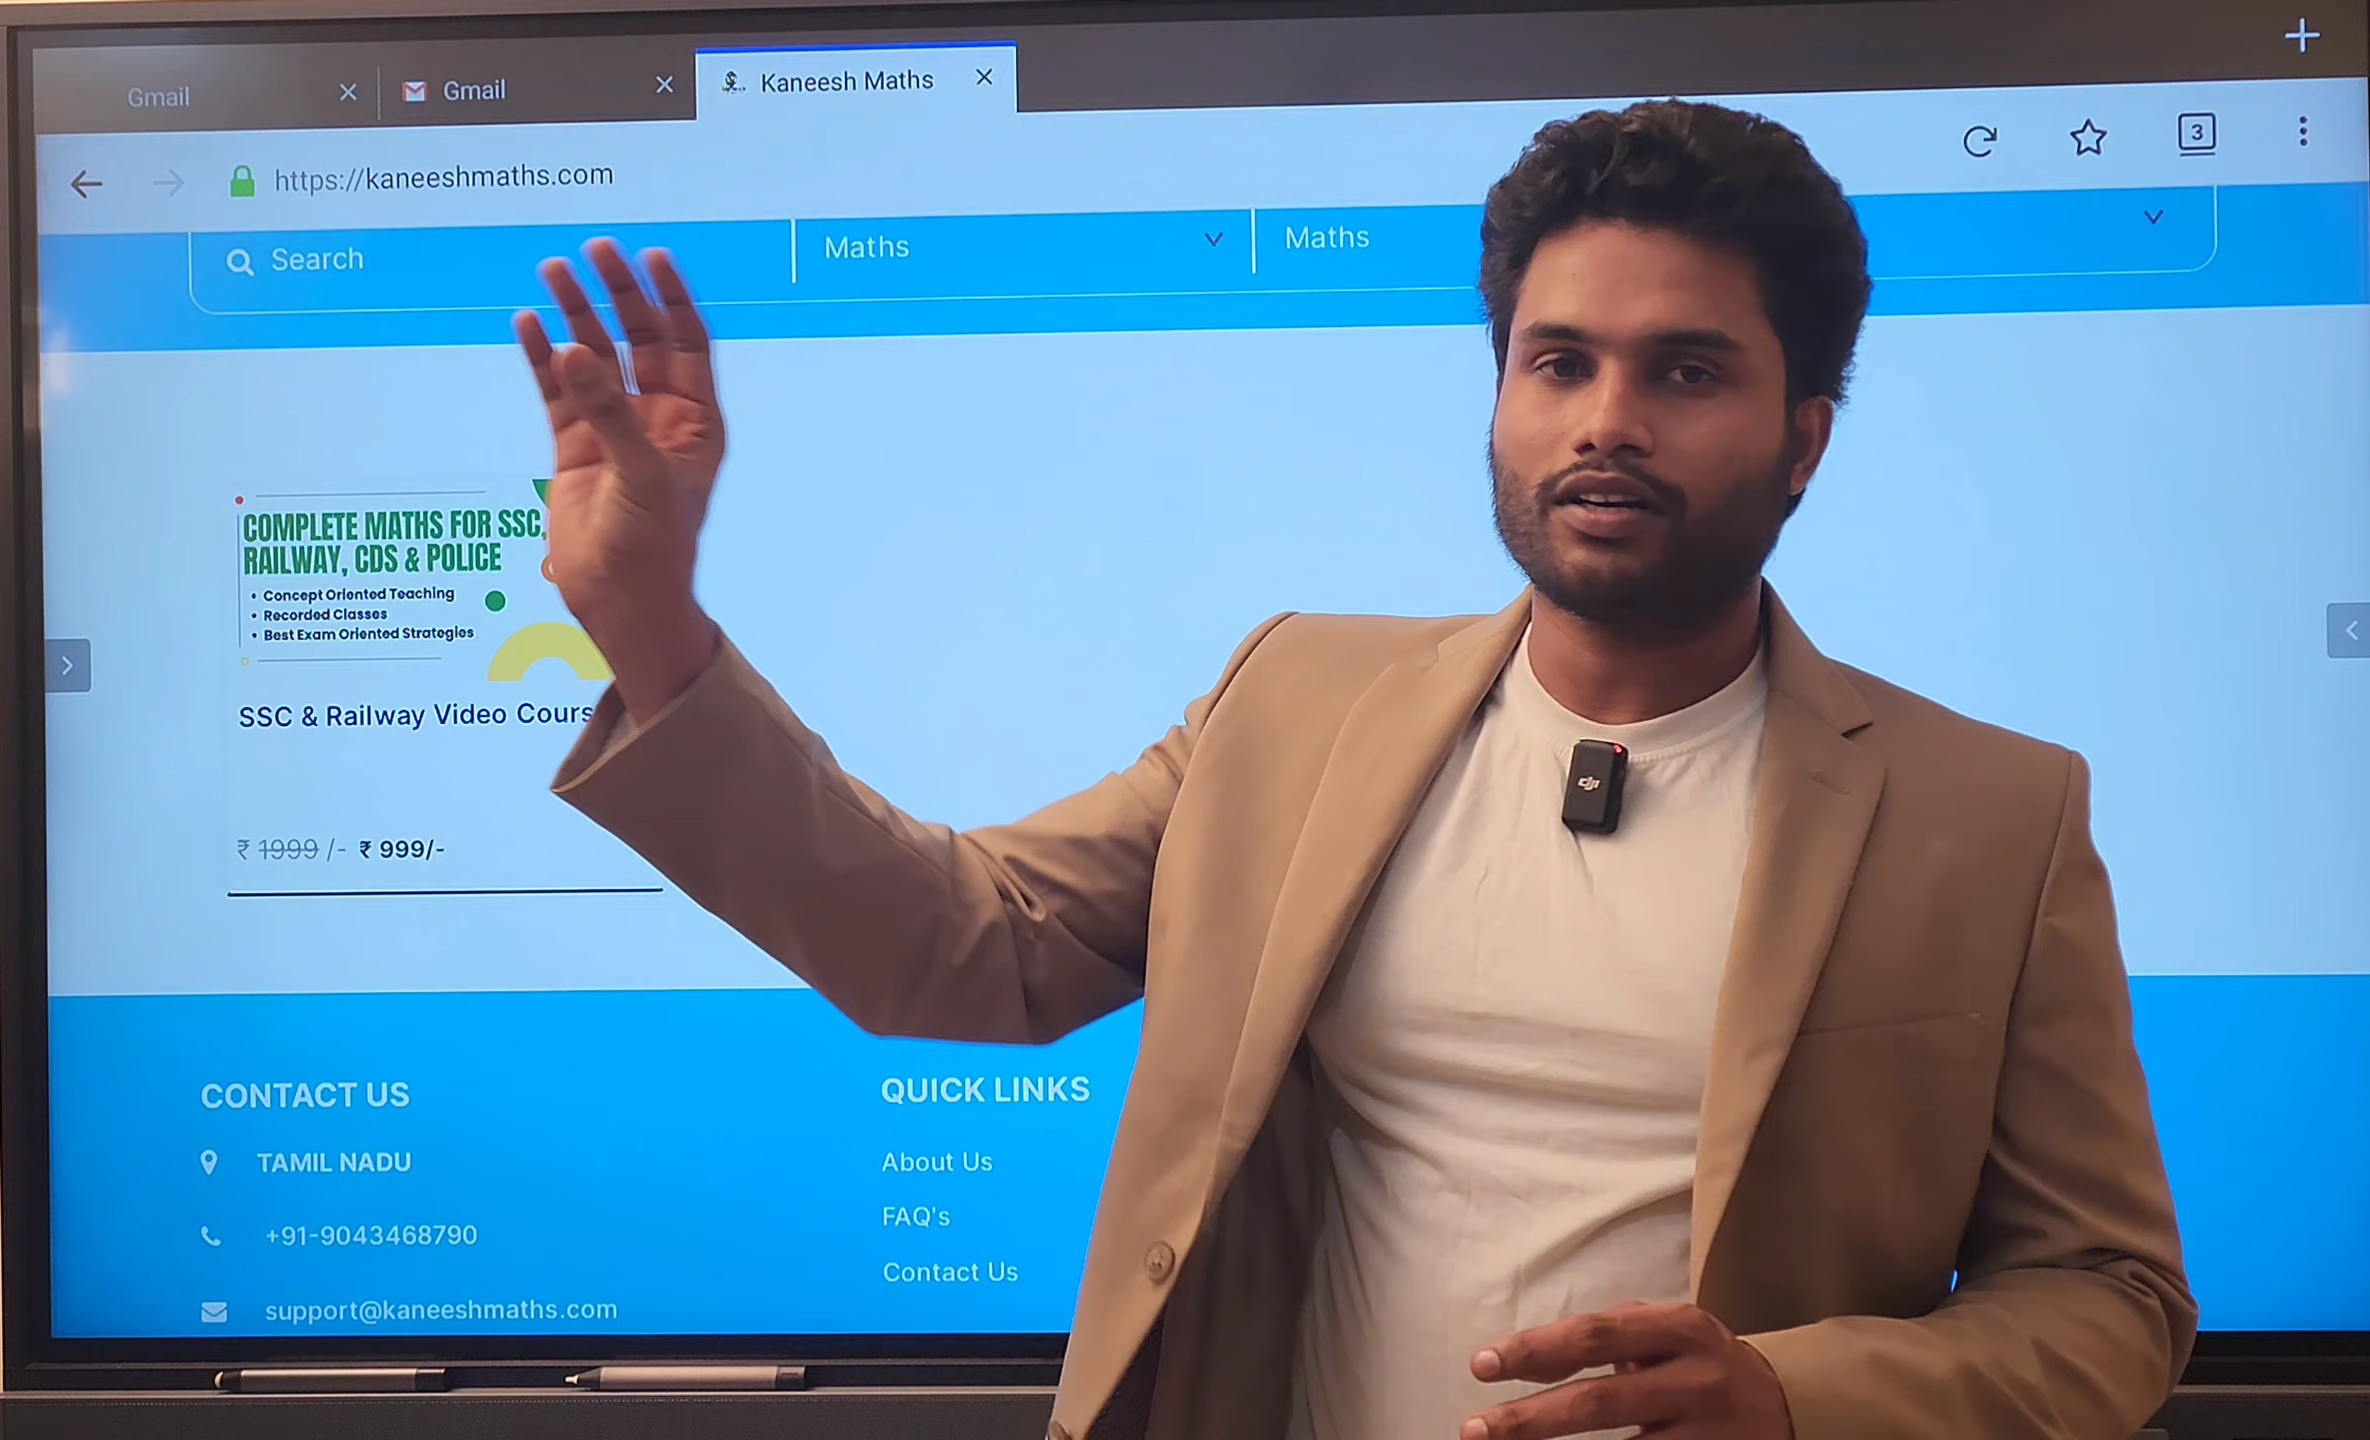 Gmail
Gmail
Kaneesh Maths
https://kaneeshmaths.com
3
Search
Maths
Maths
COMPLETE MATHS FOR SSC,
RAILWAY, CDS & POLICE
• Concept Oriented Teaching
• Recorded Classes
• Best Exam Oriented Strategies
SSC & Railway Video Cours
₹ 1999 /- ₹ 999/-
CONTACT US
TAMIL NADU
+91-9043468790
support@kaneeshmaths.com
QUICK LINKS
About Us
FAQ's
Contact Us
dji